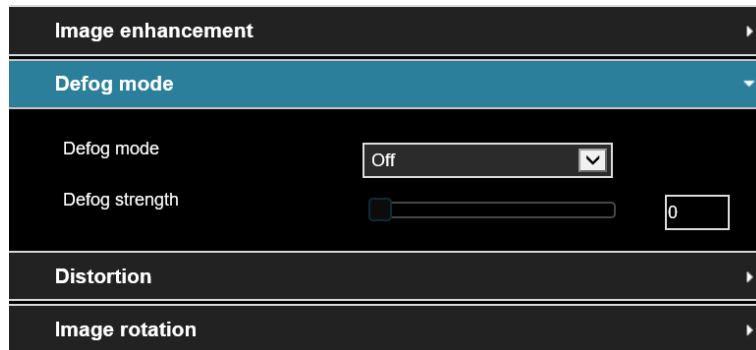 Image enhancement
Defog mode
Defog mode
Off
Defog strength
0
Distortion
Image rotation